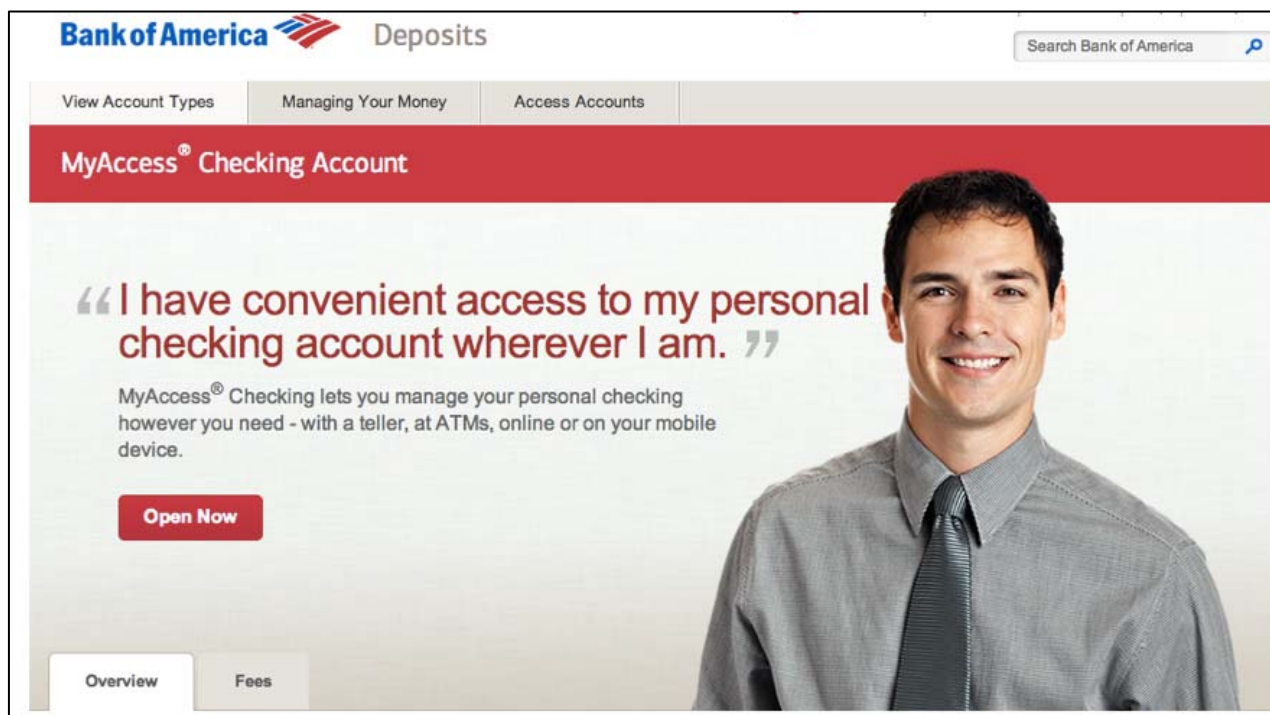 Bank of America Deposits
Search Bank of America
View Account Types Managing Your Money Access Accounts
MyAccess® Checking Account
“I have convenient access to my personal
checking account wherever I am. ”
MyAccess® Checking lets you manage your personal checking
however you need - with a teller, at ATMs, online or on your mobile
device.
Open Now
Overview Fees